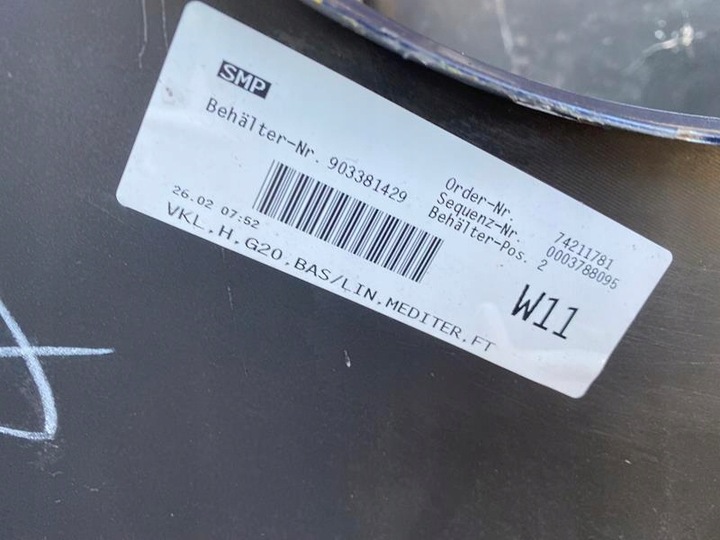 SMP
Behälter-Nr. 903381429
Order-Nr. 74211781
Sequenz-Nr. 0003788095
Behälter-Pos. 2
26.02 07:52
W11
VKL.H.G20.BAS/LIN.MEDITER.FT